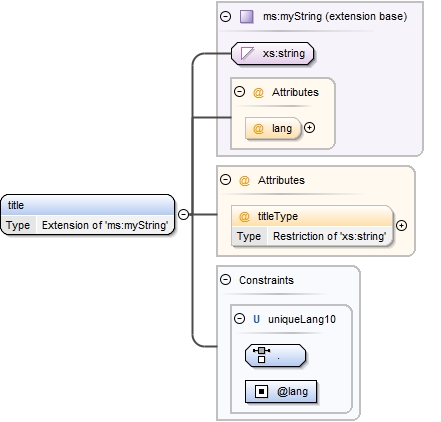 ms:myString (extension base)
xs:string
@ Attributes
@ lang
@ Attributes
title
Type Extension of 'ms:myString'
@ titleType
Type Restriction of 'xs:string'
Constraints
U uniqueLang10
.
@lang